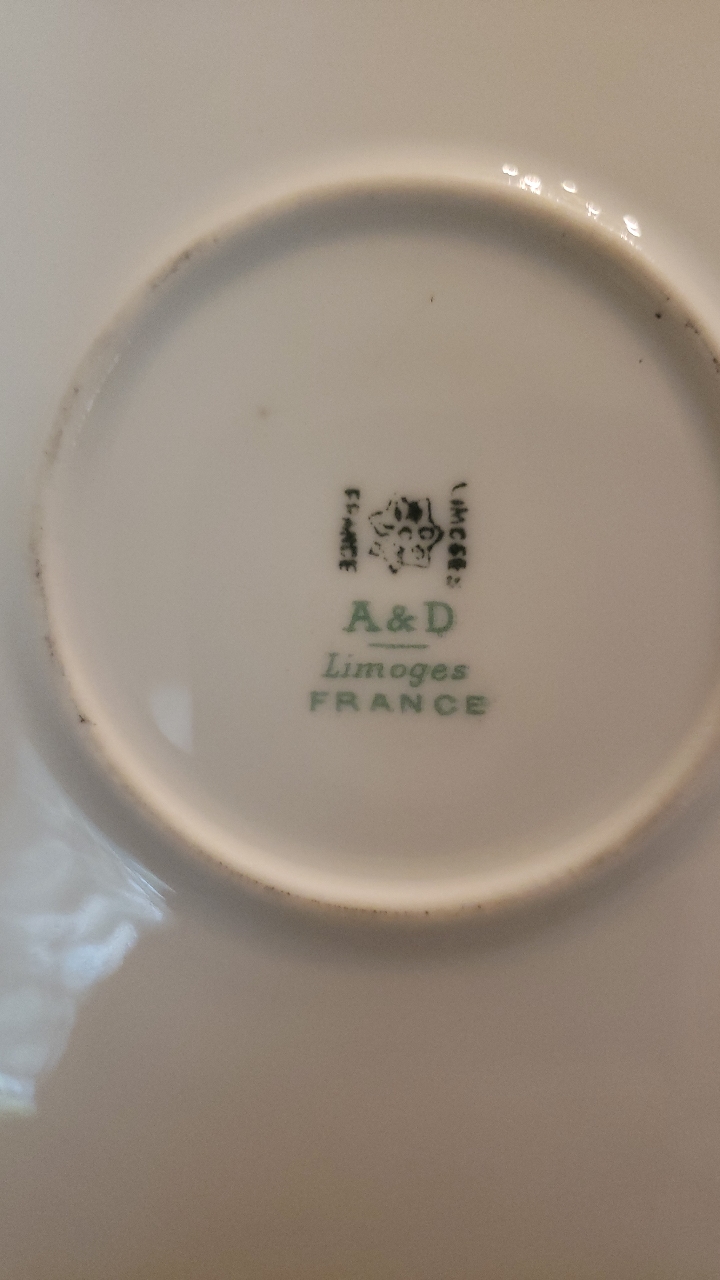 LIMOGES
FRANCE
A & D
Limoges
FRANCE